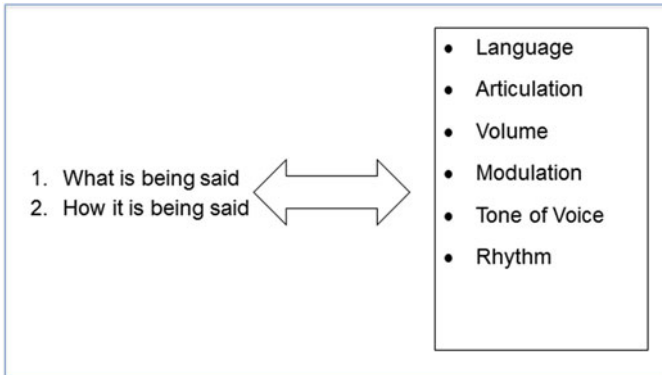 1. What is being said
2. How it is being said
• Language
• Articulation
• Volume
• Modulation
• Tone of Voice
• Rhythm